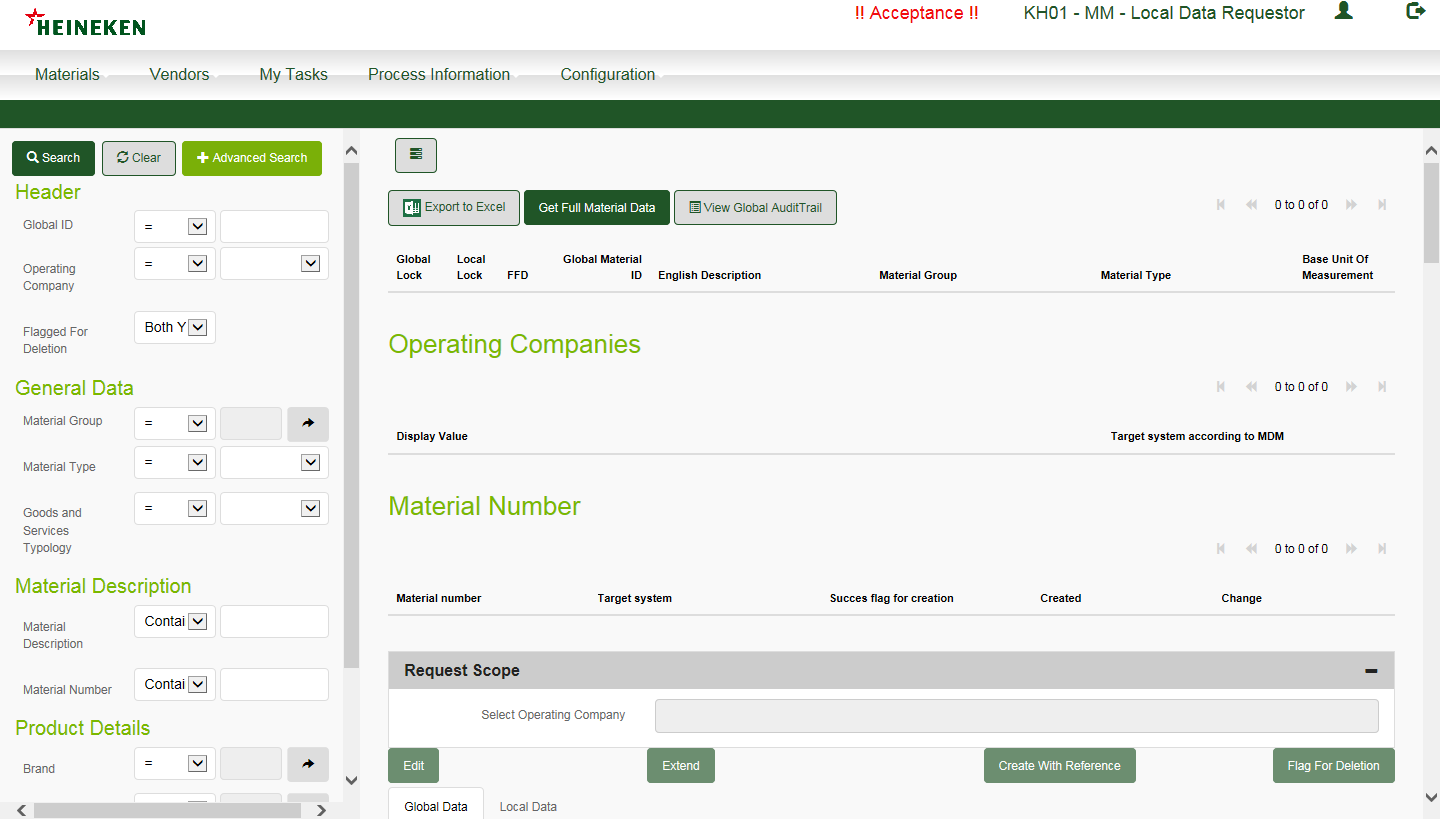 HEINEKEN
!! Acceptance !! KH01 - MM - Local Data Requestor
Materials Vendors My Tasks Process Information Configuration
Search Clear Advanced Search
Header
Global ID =
Operating
Company =
Flagged For
Deletion Both Y
General Data
Material Group =
Material Type =
Goods and
Services
Typology =
Material Description
Material
Description Contai
Material Number Contai
Product Details
Brand =
Export to Excel Get Full Material Data View Global AuditTrail 0 to 0 of 0
Global
Lock Local
Lock FFD Global Material
ID English Description Material Group Material Type Base Unit Of
Measurement
Operating Companies
0 to 0 of 0
Display Value Target system according to MDM
Material Number
0 to 0 of 0
Material number Target system Succes flag for creation Created Change
Request Scope
Select Operating Company
Edit Extend Create With Reference Flag For Deletion
Global Data Local Data